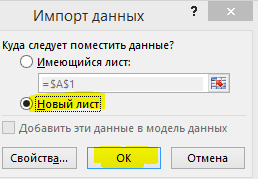 Импорт данных
Куда следует поместить данные?
Имеющийся лист:
=$A$1
Новый лист
Добавить эти данные в модель данных
Свойства...
ОК
Отмена